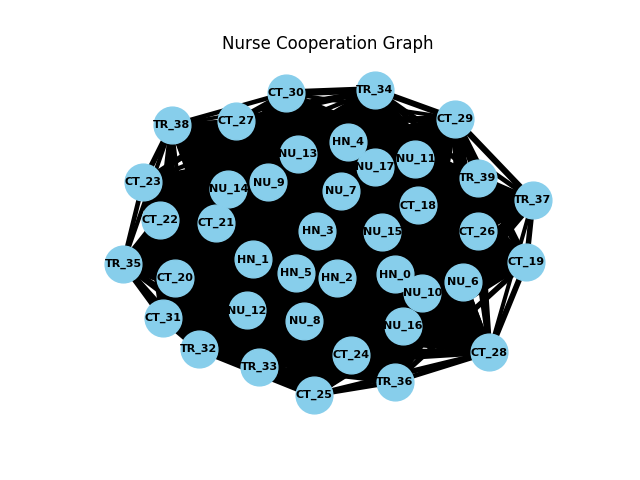 Nurse Cooperation Graph
CT_30
TR_34
CT_27
CT_29
TR_38
HN_4
NU_13
NU_11
NU_17
TR_39
CT_23
NU_9
NU_14
NU_7
TR_37
CT_18
CT_22
CT_21
HN_3
NU_15
CT_26
HN_1
CT_19
TR_35
HN_5
HN_0
CT_20
HN_2
NU_6
NU_10
NU_12
CT_31
NU_8
NU_16
TR_32
CT_28
CT_24
TR_33
TR_36
CT_25